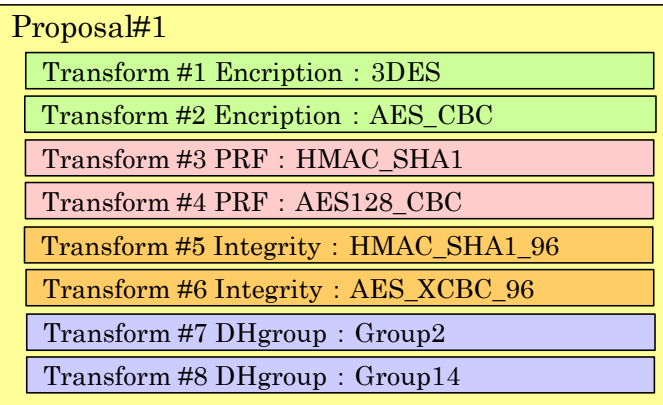 Proposal#1
Transform #1 Encription : 3DES
Transform #2 Encription : AES_CBC
Transform #3 PRF : HMAC_SHA1
Transform #4 PRF : AES128_CBC
Transform #5 Integrity : HMAC_SHA1_96
Transform #6 Integrity : AES_XCBC_96
Transform #7 DHgroup : Group2
Transform #8 DHgroup : Group14